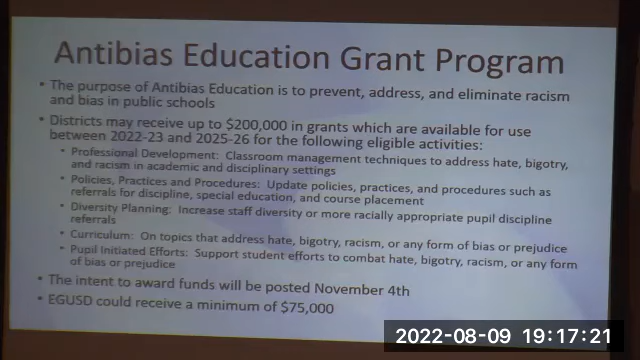 Antibias Education Grant Program
• The purpose of Antibias Education is to prevent, address, and eliminate racism
and bias in public schools
• Districts may receive up to $200,000 in grants which are available for use
between 2022-23 and 2025-26 for the following eligible activities:
• Professional Development: Classroom management techniques to address hate, bigotry,
and racism in academic and disciplinary settings
• Policies, Practices and Procedures: Update policies, practices, and procedures such as
referrals for discipline, special education, and course placement
• Diversity Planning: Increase staff diversity or more racially appropriate pupil discipline
referrals
• Curriculum: On topics that address hate, bigotry, racism, or any form of bias or prejudice
• Pupil Initiated Efforts: Support student efforts to combat hate, bigotry, racism, or any form
of bias or prejudice
• The intent to award funds will be posted November 4th
• EGUSD could receive a minimum of $75,000
2022-08-09 19:17:21